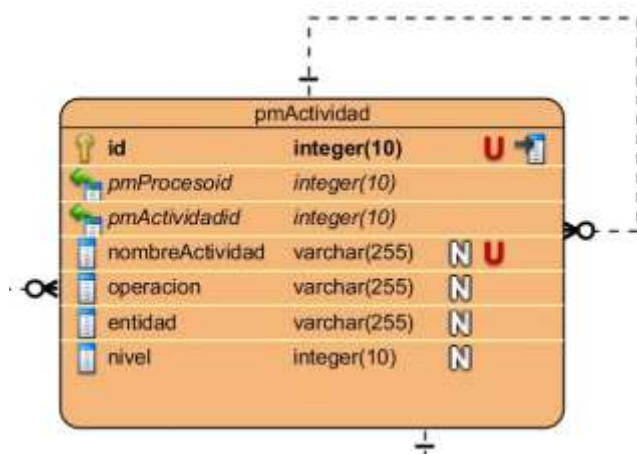 pmActividad
id integer(10) U
pmProcesoid integer(10)
pmActividadid integer(10)
nombreActividad varchar(255) N U
operacion varchar(255) N
entidad varchar(255) N
nivel integer(10) N